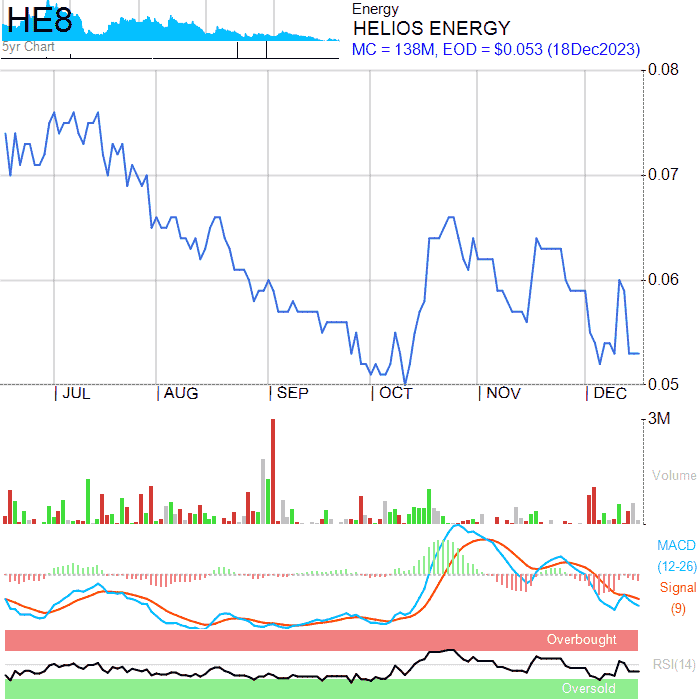 HE8
5yr Chart
Energy
HELIOS ENERGY
MC = 138M, EOD = $0.053 (18Dec2023)
0.08
0.07
0.06
0.05
JUL AUG SEP OCT NOV DEC
3M
Volume
MACD
(12-26)
Signal
(9)
Overbought
RSI(14)
Oversold